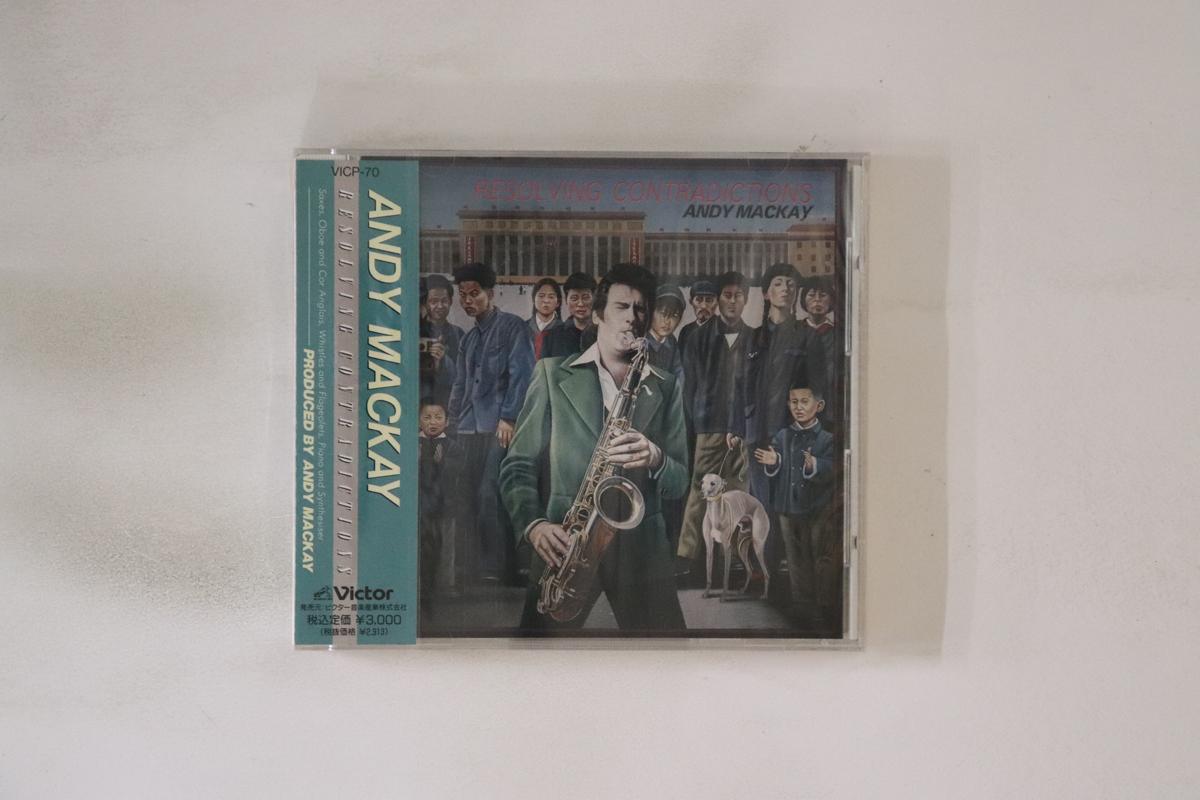 VICP-70
ANDY MACKAY
RESOLVING CONTRADICTIONS
Saxes, Oboe and Cor Anglais, Whistles and Flageolets, Piano and Synthesiser
PRODUCED BY ANDY MACKAY
Victor
発売元:ビクター音楽産業株式会社
税込定価 ¥3,000
(税抜価格 ¥2,913)
RESOLVING CONTRADICTIONS
ANDY MACKAY